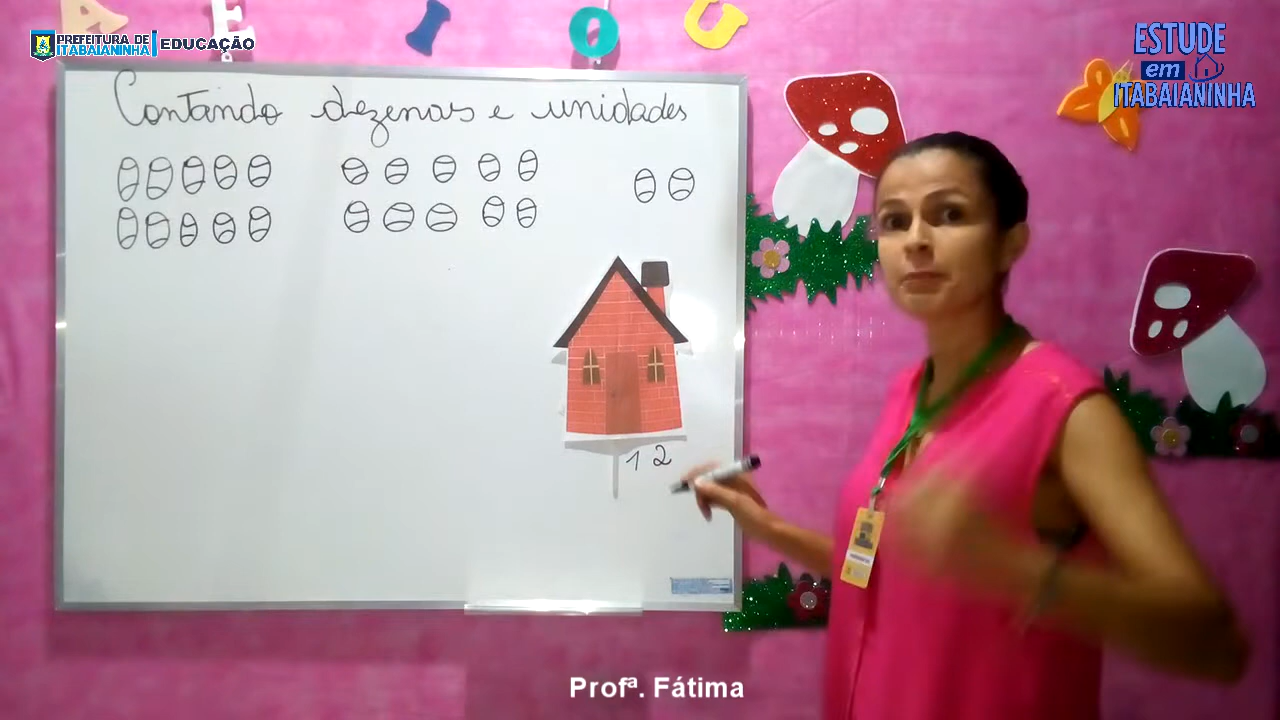 A E I O U
PREFEITURA DE
ITABAIANINHA
EDUCAÇÃO
ESTUDE
em
ITABAIANINHA
Contando dezenas e unidades
1 2
Profª. Fátima